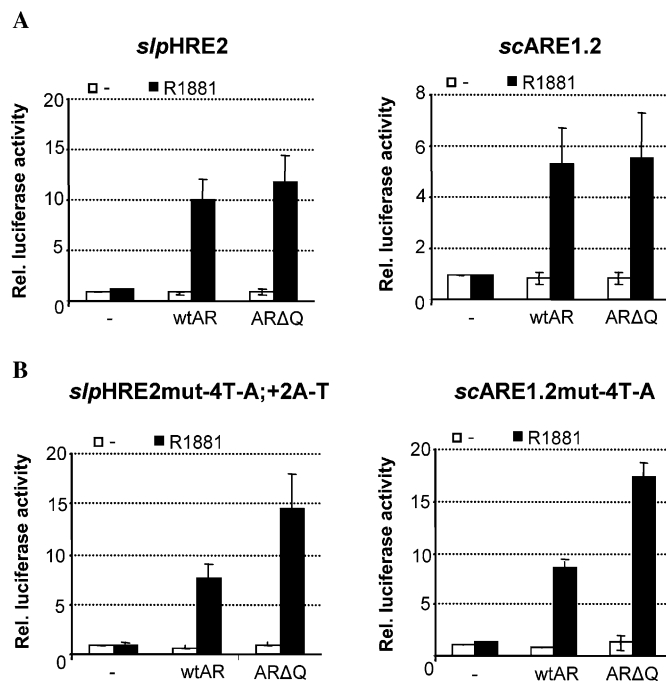 A
slpHRE2
scARE1.2
- R1881
- R1881
Rel. luciferase activity
20
15
10
5
0
- wtAR ARΔQ
Rel. luciferase activity
8
6
4
2
0
- wtAR ARΔQ
B
slpHRE2mut-4T-A;+2A-T
scARE1.2mut-4T-A
- R1881
- R1881
Rel. luciferase activity
20
15
10
5
0
- wtAR ARΔQ
Rel. luciferase activity
20
15
10
5
0
- wtAR ARΔQ